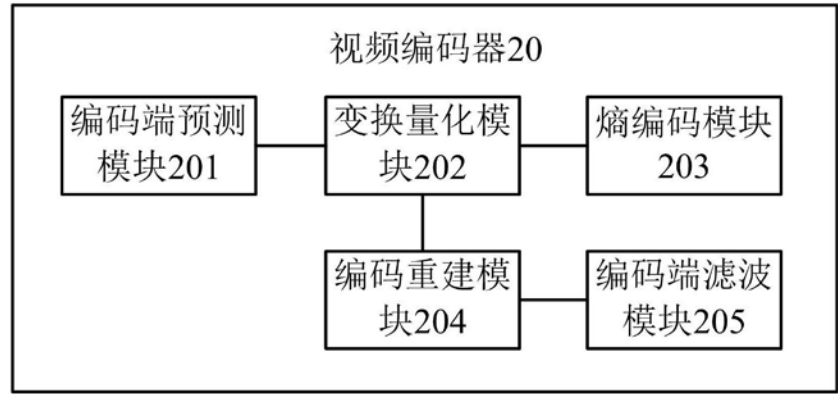 视频编码器20
编码端预测
模块201
变换量化模
块202
熵编码模块
203
编码重建模
块204
编码端滤波
模块205